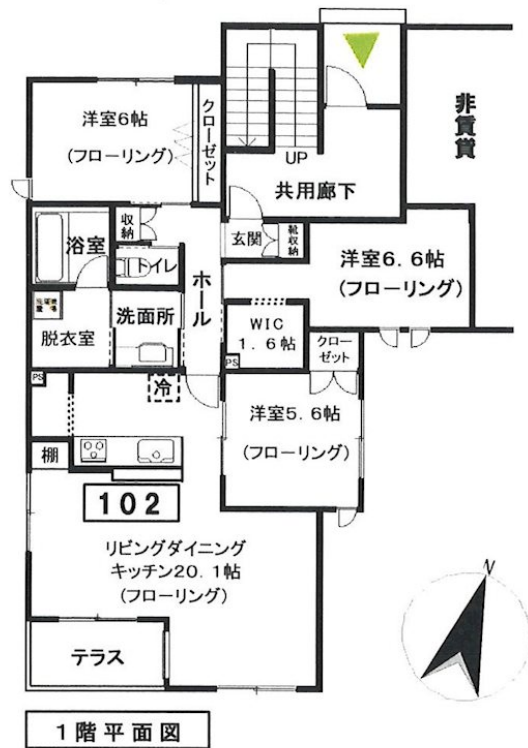 非賃貸
洋室6帖
(フローリング)
クローゼット
UP
共用廊下
収納
トイレ
浴室
ホール
玄関
靴収納
洋室6.6帖
(フローリング)
脱衣室
洗面所
WIC
1.6帖
PS
クロー
ゼット
PS
冷
洋室5.6帖
(フローリング)
棚
102
リビングダイニング
キッチン20.1帖
(フローリング)
テラス
N
1階平面図